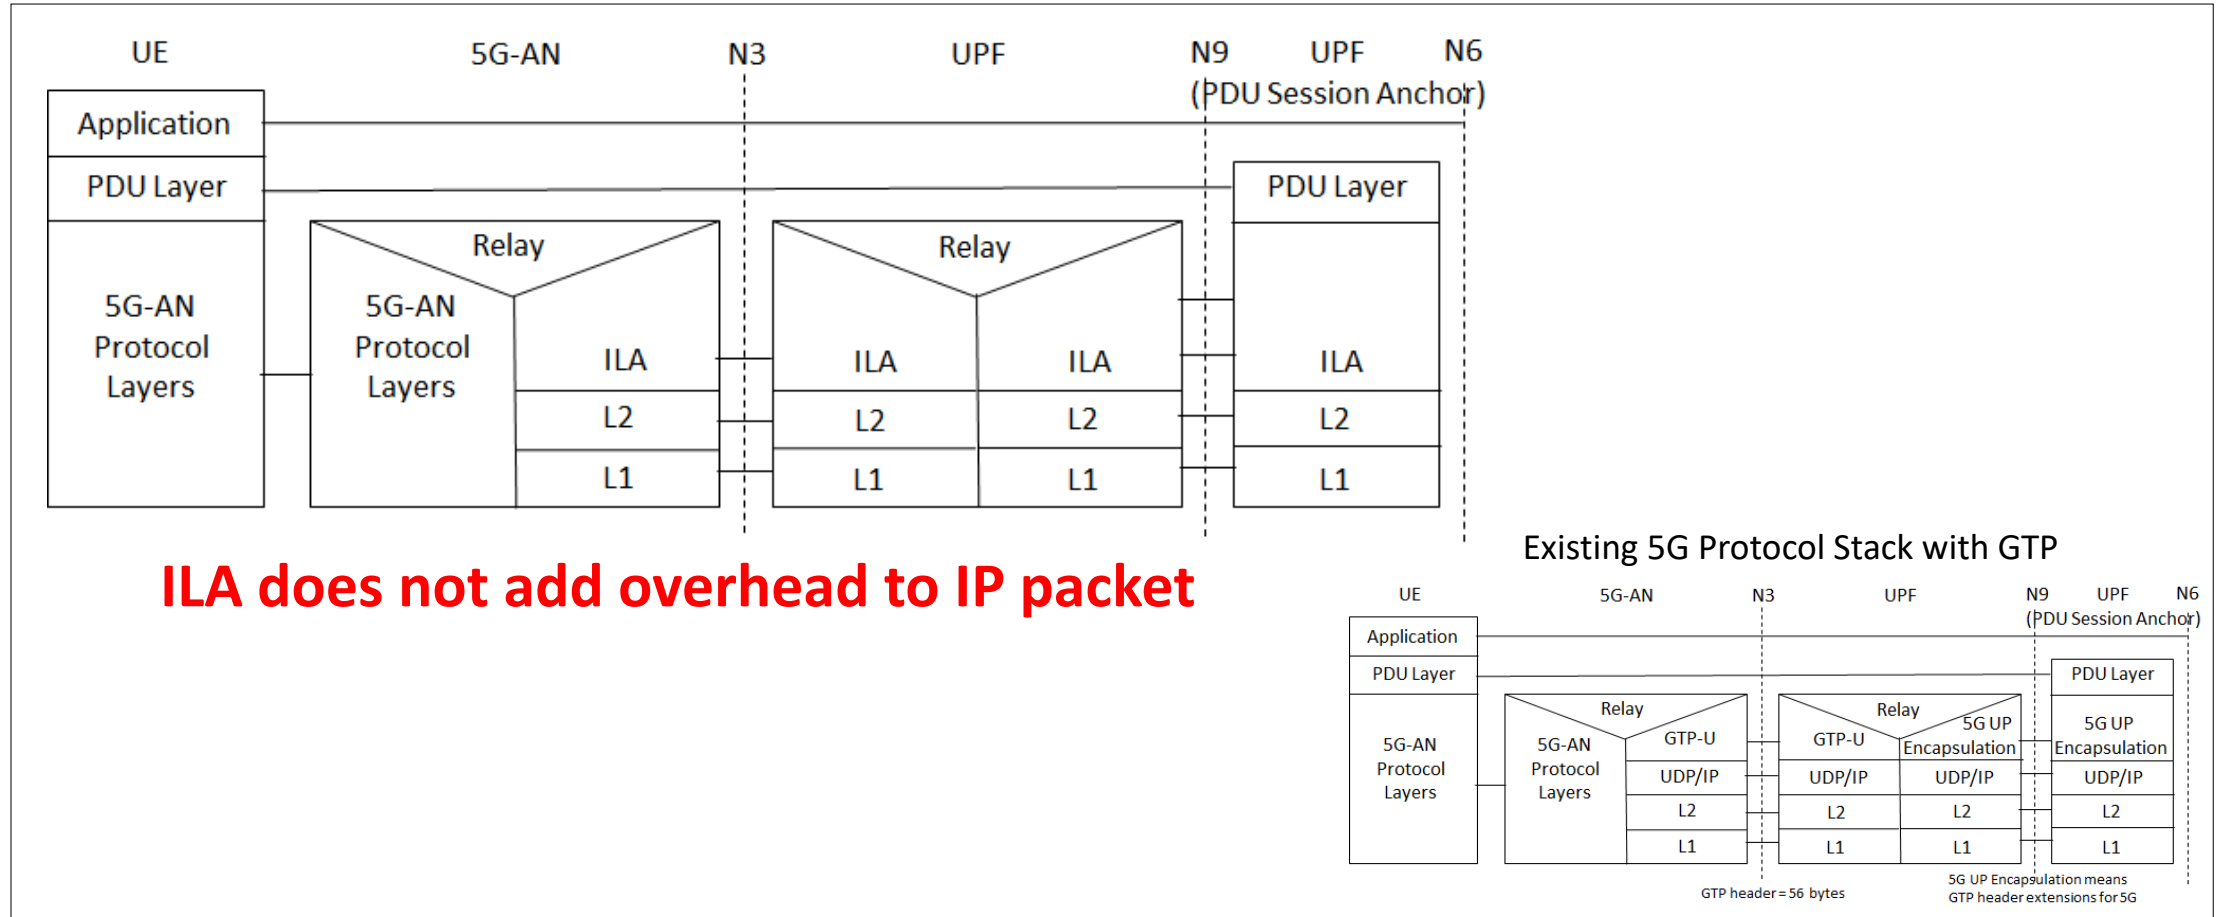 UE 5G-AN N3 UPF N9 UPF N6
(PDU Session Anchor)
Application
PDU Layer
PDU Layer
Relay
Relay
5G-AN
Protocol
Layers
5G-AN
Protocol
Layers
ILA ILA ILA ILA
L2 L2 L2 L2
L1 L1 L1 L1
ILA does not add overhead to IP packet
Existing 5G Protocol Stack with GTP
UE 5G-AN N3 UPF N9 UPF N6
(PDU Session Anchor)
Application
PDU Layer
PDU Layer
Relay
Relay
5G-AN
Protocol
Layers
5G-AN
Protocol
Layers
GTP-U
GTP-U
5G UP
Encapsulation
5G UP
Encapsulation
UDP/IP UDP/IP UDP/IP UDP/IP
L2 L2 L2 L2
L1 L1 L1 L1
GTP header = 56 bytes
5G UP Encapsulation means
GTP header extensions for 5G